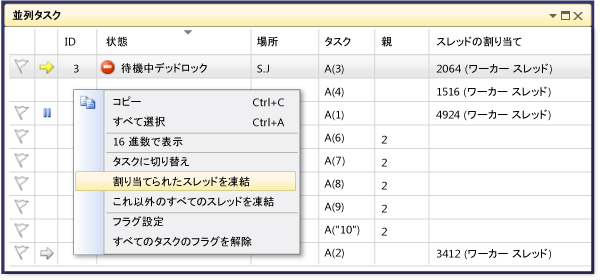 並列タスク
ID 状態 場所 タスク 親 スレッドの割り当て
3 待機中デッドロック S.J A(3) 2064 (ワーカー スレッド)
A(4) 1516 (ワーカー スレッド)
コピー Ctrl+C A(1) 4924 (ワーカー スレッド)
すべて選択 Ctrl+A
16 進数で表示 A(6) 2
タスクに切り替え A(7) 2
割り当てられたスレッドを凍結 A(8) 2
これ以外のすべてのスレッドを凍結 A(9) 2
フラグ設定 A("10") 2
すべてのタスクのフラグを解除 A(2) 3412 (ワーカー スレッド)